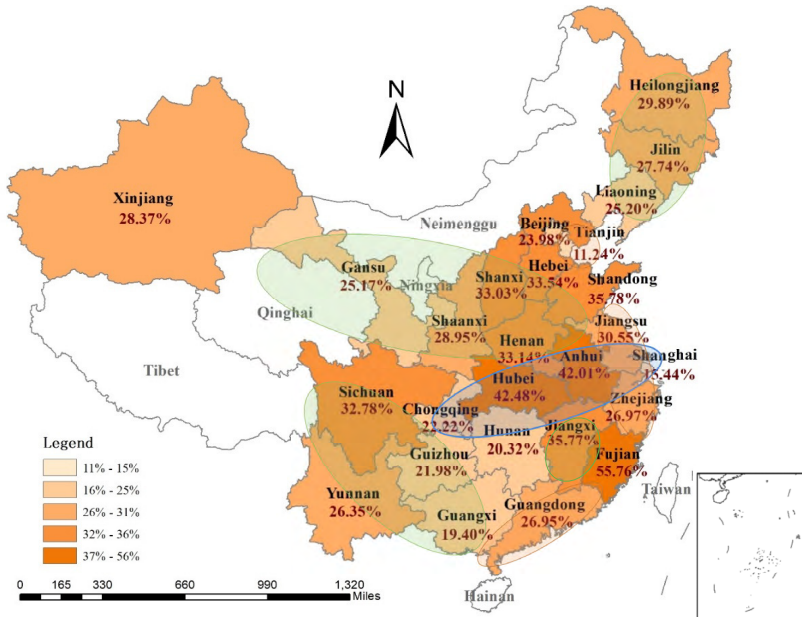 N
Heilongjiang
29.89%
Jilin
27.74%
Liaoning
25.20%
Xinjiang
28.37%
Neimenggu
Beijing
23.98%
Tianjin
11.24%
Hebei
33.54%
Gansu
25.17%
Ningxia
Shanxi
33.03%
Shandong
35.78%
Qinghai
Shaanxi
28.95%
Jiangsu
30.55%
Henan
33.14%
Anhui
42.01%
Shanghai
15.44%
Tibet
Hubei
42.48%
Sichuan
32.78%
Chongqing
22.22%
Zhejiang
26.97%
Hunan
20.32%
Jiangxi
35.77%
Guizhou
21.98%
Fujian
55.76%
Yunnan
26.35%
Guangxi
19.40%
Guangdong
26.95%
Taiwan
Hainan
Legend
11% - 15%
16% - 25%
26% - 31%
32% - 36%
37% - 56%
0 165 330 660 990 1,320
Miles